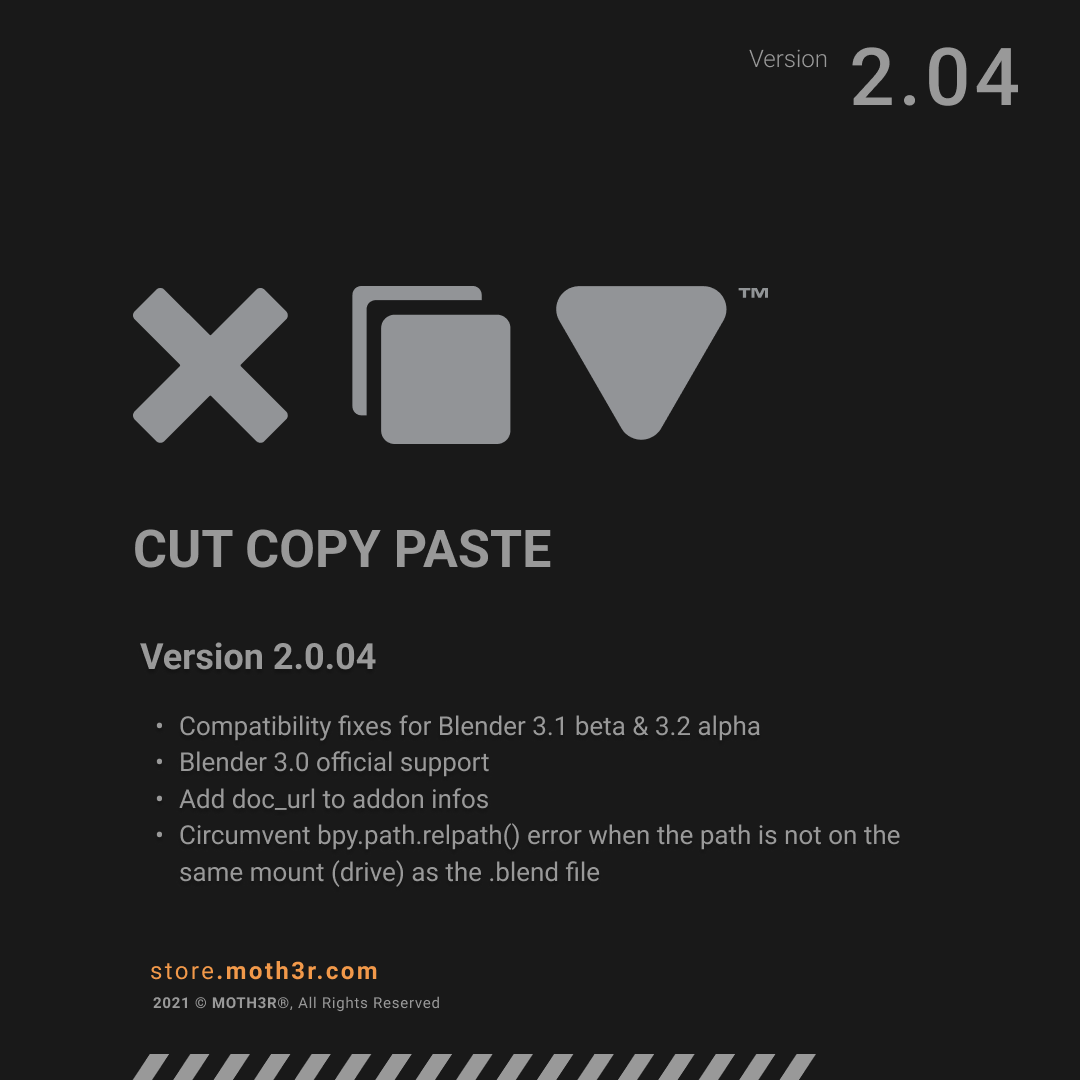 Version 2.04
™
CUT COPY PASTE
Version 2.0.04
• Compatibility fixes for Blender 3.1 beta & 3.2 alpha
• Blender 3.0 official support
• Add doc_url to addon infos
• Circumvent bpy.path.relpath() error when the path is not on the
same mount (drive) as the .blend file
store.moth3r.com
2021 © MOTH3R®, All Rights Reserved